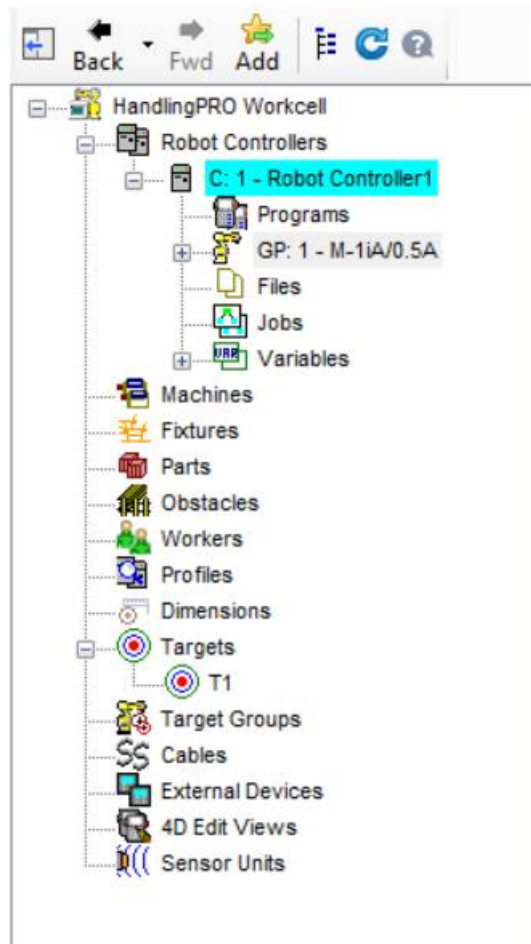 Back Fwd Add
HandlingPRO Workcell
Robot Controllers
C: 1 - Robot Controller1
Programs
GP: 1 - M-1iA/0.5A
Files
Jobs
VAR Variables
Machines
Fixtures
Parts
Obstacles
Workers
Profiles
Dimensions
Targets
T1
Target Groups
Cables
External Devices
4D Edit Views
Sensor Units